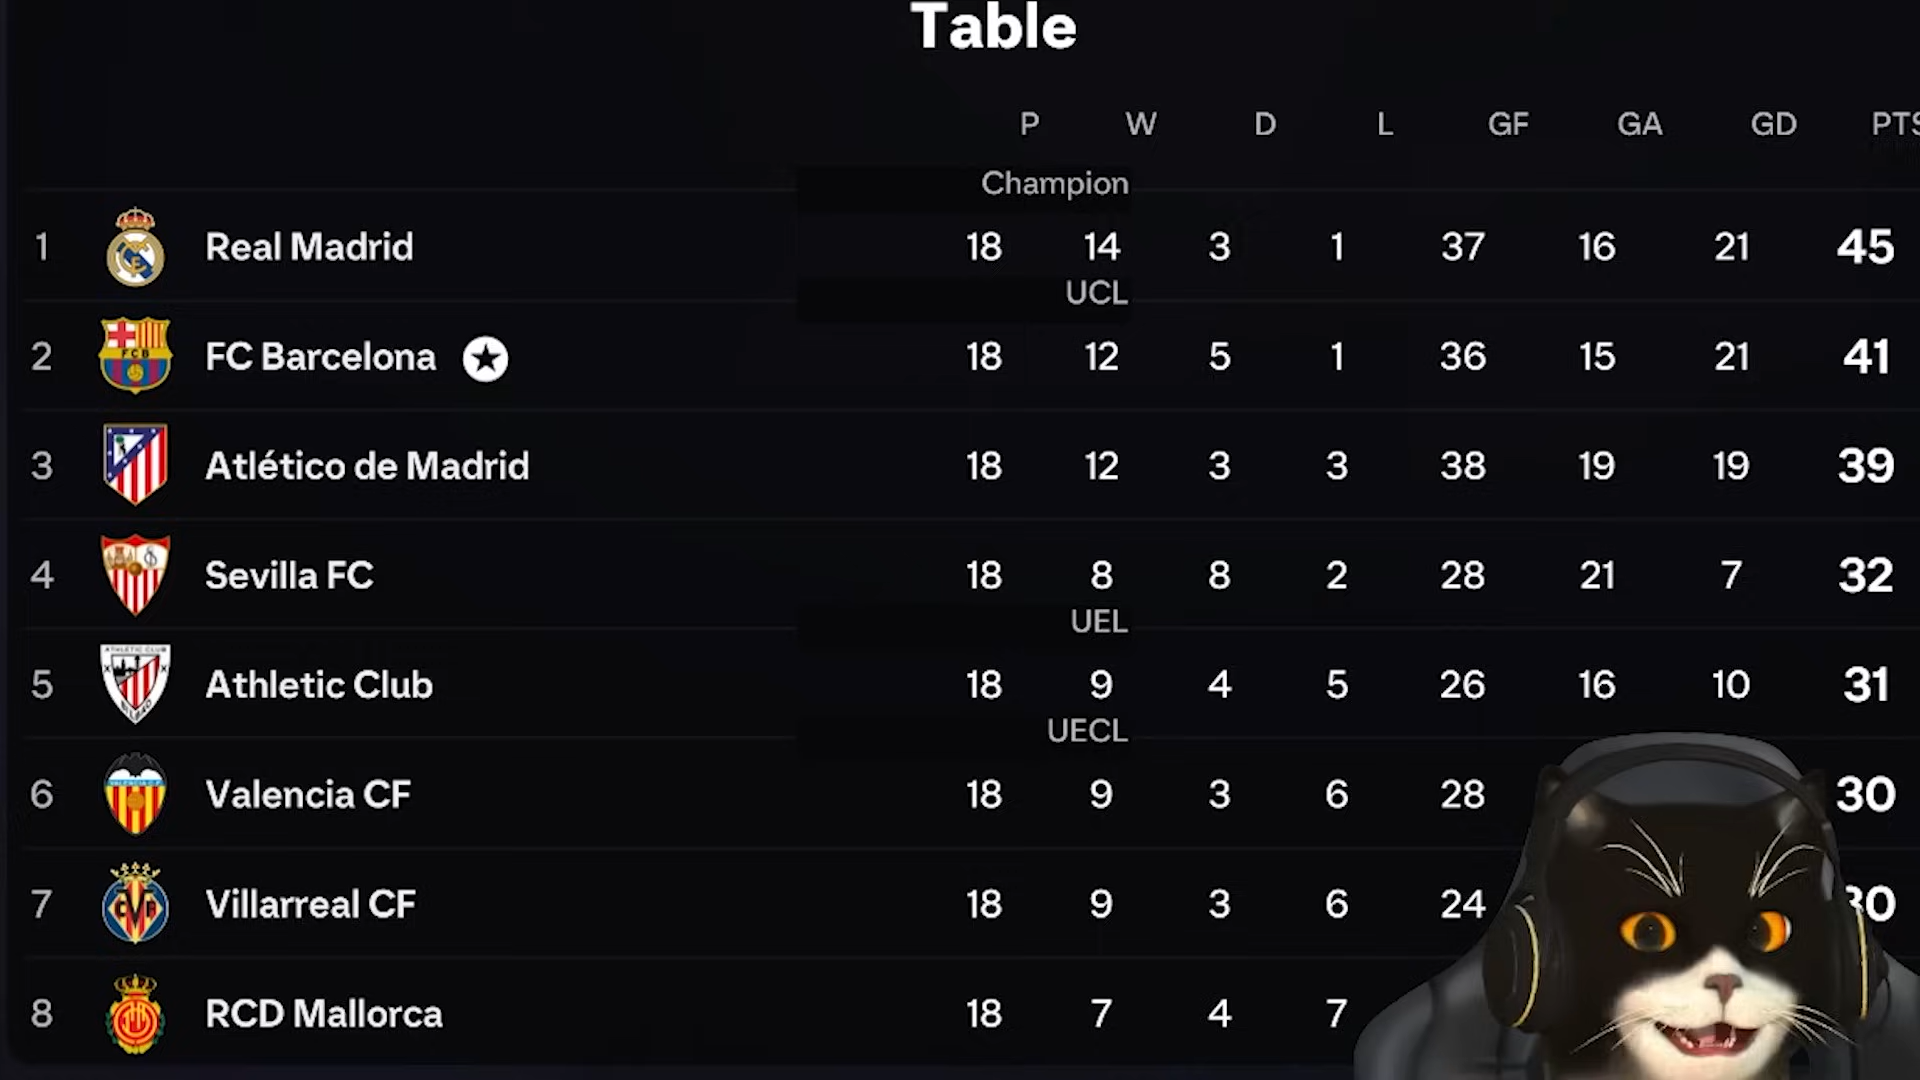 Table
P W D L GF GA GD PTS
Champion
1 Real Madrid 18 14 3 1 37 16 21 45
UCL
2 FCB FC Barcelona 18 12 5 1 36 15 21 41
3 Atlético de Madrid 18 12 3 3 38 19 19 39
4 Sevilla FC 18 8 8 2 28 21 7 32
UEL
5 Athletic Club 18 9 4 5 26 16 10 31
UECL
6 Valencia CF 18 9 3 6 28 30
7 Villarreal CF 18 9 3 6 24 30
8 RCD Mallorca 18 7 4 7